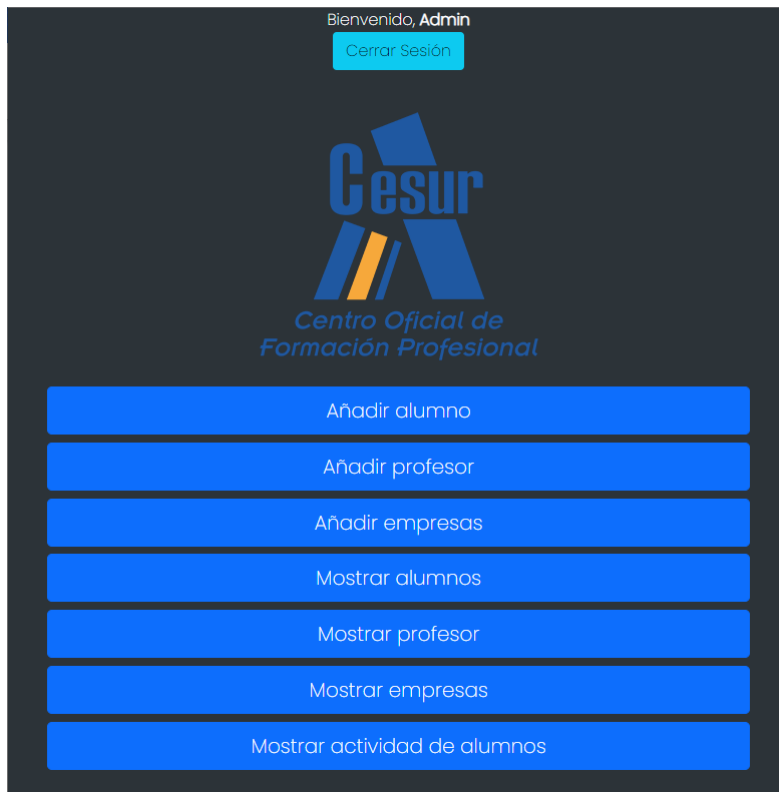 Bienvenido, Admin
Cerrar Sesión
Cesur
Centro Oficial de
Formación Profesional
Añadir alumno
Añadir profesor
Añadir empresas
Mostrar alumnos
Mostrar profesor
Mostrar empresas
Mostrar actividad de alumnos